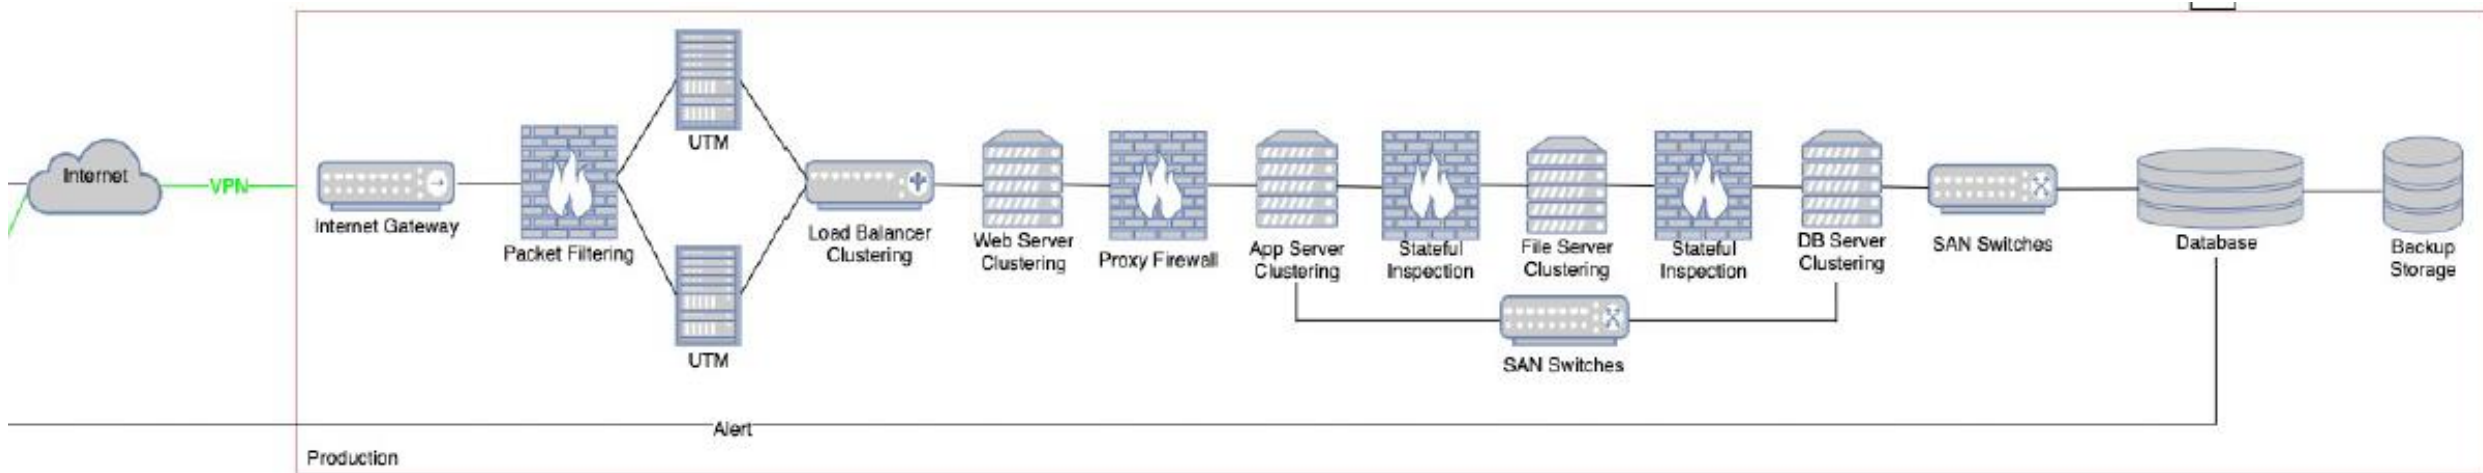 UTM
Internet
VPN
Internet Gateway
Packet Filtering
Load Balancer
Clustering
Web Server
Clustering
Proxy Firewall
App Server
Clustering
Stateful
Inspection
File Server
Clustering
Stateful
Inspection
DB Server
Clustering
SAN Switches
Database
Backup
Storage
UTM
SAN Switches
Alert
Production